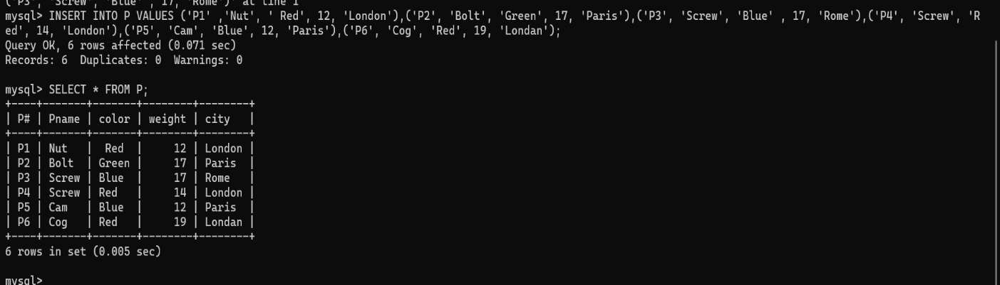 ('P3', 'Screw', 'Blue' , 17, 'Rome')' at line 1
mysql> INSERT INTO P VALUES ('P1' ,'Nut', ' Red', 12, 'London'),('P2', 'Bolt', 'Green', 17, 'Paris'),('P3', 'Screw', 'Blue' , 17, 'Rome'),('P4', 'Screw', 'R
ed', 14, 'London'),('P5', 'Cam', 'Blue', 12, 'Paris'),('P6', 'Cog', 'Red', 19, 'Londan');
Query OK, 6 rows affected (0.071 sec)
Records: 6  Duplicates: 0  Warnings: 0
mysql> SELECT * FROM P;
+----+-------+-------+--------+--------+
| P# | Pname | color | weight | city   |
+----+-------+-------+--------+--------+
| P1 | Nut   |  Red  |     12 | London |
| P2 | Bolt  | Green |     17 | Paris  |
| P3 | Screw | Blue  |     17 | Rome   |
| P4 | Screw | Red   |     14 | London |
| P5 | Cam   | Blue  |     12 | Paris  |
| P6 | Cog   | Red   |     19 | Londan |
+----+-------+-------+--------+--------+
6 rows in set (0.005 sec)
mysql>